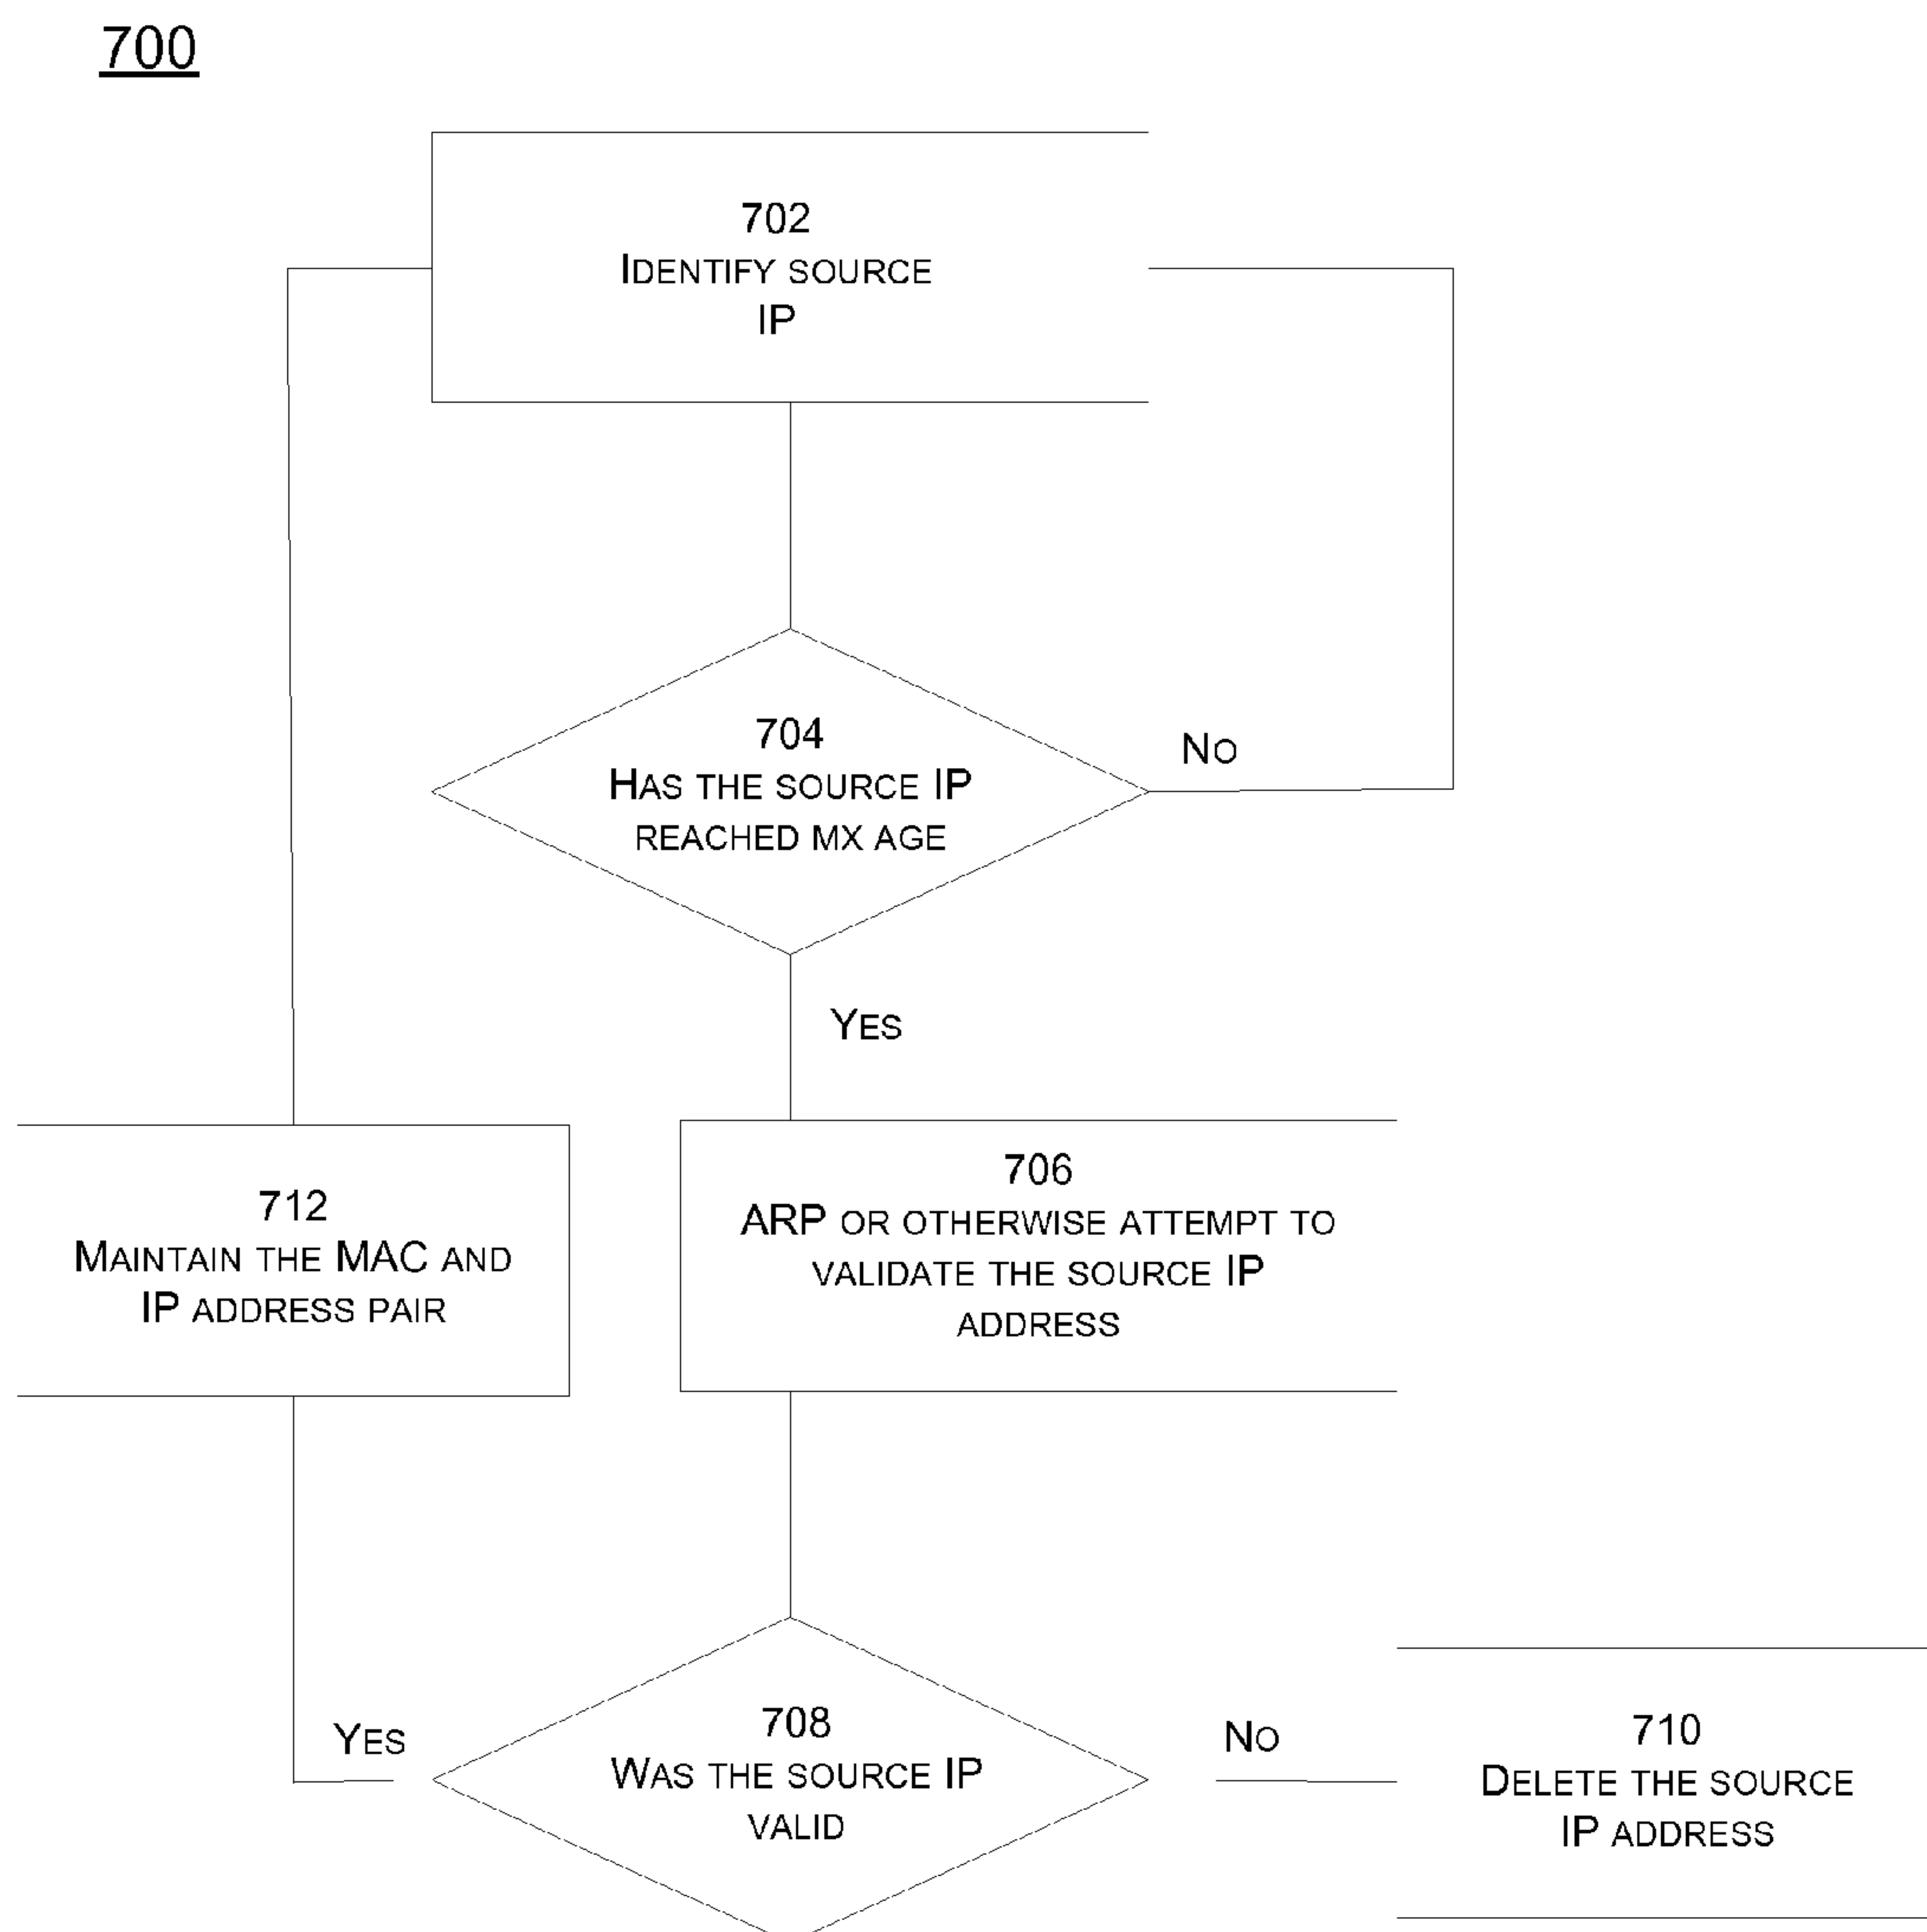 700
702
Identify source
IP
704
Has the source IP
reached mx age
No
Yes
712
Maintain the MAC and
IP address pair
706
ARP or otherwise attempt to
validate the source IP
address
Yes
708
Was the source IP
valid
No
710
Delete the source
IP address